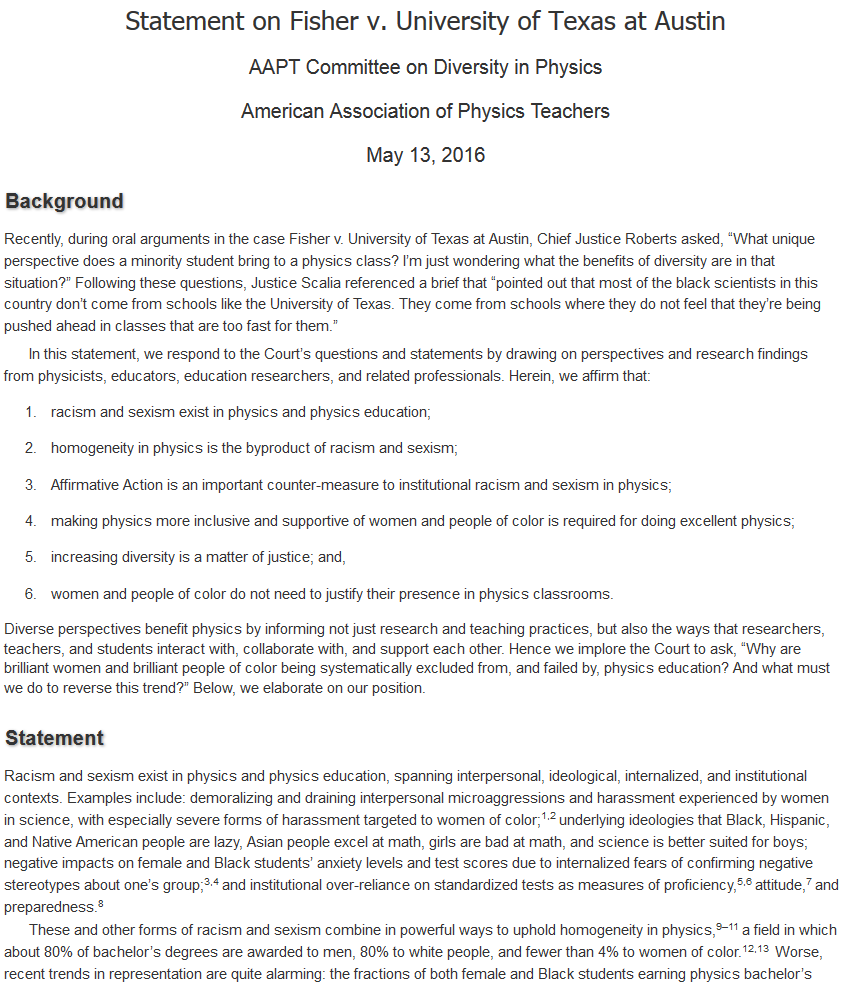 Statement on Fisher v. University of Texas at Austin
AAPT Committee on Diversity in Physics
American Association of Physics Teachers
May 13, 2016
Background
Recently, during oral arguments in the case Fisher v. University of Texas at Austin, Chief Justice Roberts asked, “What unique
perspective does a minority student bring to a physics class? I’m just wondering what the benefits of diversity are in that
situation?” Following these questions, Justice Scalia referenced a brief that “pointed out that most of the black scientists in this
country don’t come from schools like the University of Texas. They come from schools where they do not feel that they’re being
pushed ahead in classes that are too fast for them.”
In this statement, we respond to the Court’s questions and statements by drawing on perspectives and research findings
from physicists, educators, education researchers, and related professionals. Herein, we affirm that:
1. racism and sexism exist in physics and physics education;
2. homogeneity in physics is the byproduct of racism and sexism;
3. Affirmative Action is an important counter-measure to institutional racism and sexism in physics;
4. making physics more inclusive and supportive of women and people of color is required for doing excellent physics;
5. increasing diversity is a matter of justice; and,
6. women and people of color do not need to justify their presence in physics classrooms.
Diverse perspectives benefit physics by informing not just research and teaching practices, but also the ways that researchers,
teachers, and students interact with, collaborate with, and support each other. Hence we implore the Court to ask, “Why are
brilliant women and brilliant people of color being systematically excluded from, and failed by, physics education? And what must
we do to reverse this trend?” Below, we elaborate on our position.
Statement
Racism and sexism exist in physics and physics education, spanning interpersonal, ideological, internalized, and institutional
contexts. Examples include: demoralizing and draining interpersonal microaggressions and harassment experienced by women
in science, with especially severe forms of harassment targeted to women of color;1,2 underlying ideologies that Black, Hispanic,
and Native American people are lazy, Asian people excel at math, girls are bad at math, and science is better suited for boys;
negative impacts on female and Black students’ anxiety levels and test scores due to internalized fears of confirming negative
stereotypes about one’s group;3,4 and institutional over-reliance on standardized tests as measures of proficiency,5,6 attitude,7 and
preparedness.8
These and other forms of racism and sexism combine in powerful ways to uphold homogeneity in physics,9–11 a field in which
about 80% of bachelor’s degrees are awarded to men, 80% to white people, and fewer than 4% to women of color.12,13 Worse,
recent trends in representation are quite alarming: the fractions of both female and Black students earning physics bachelor’s